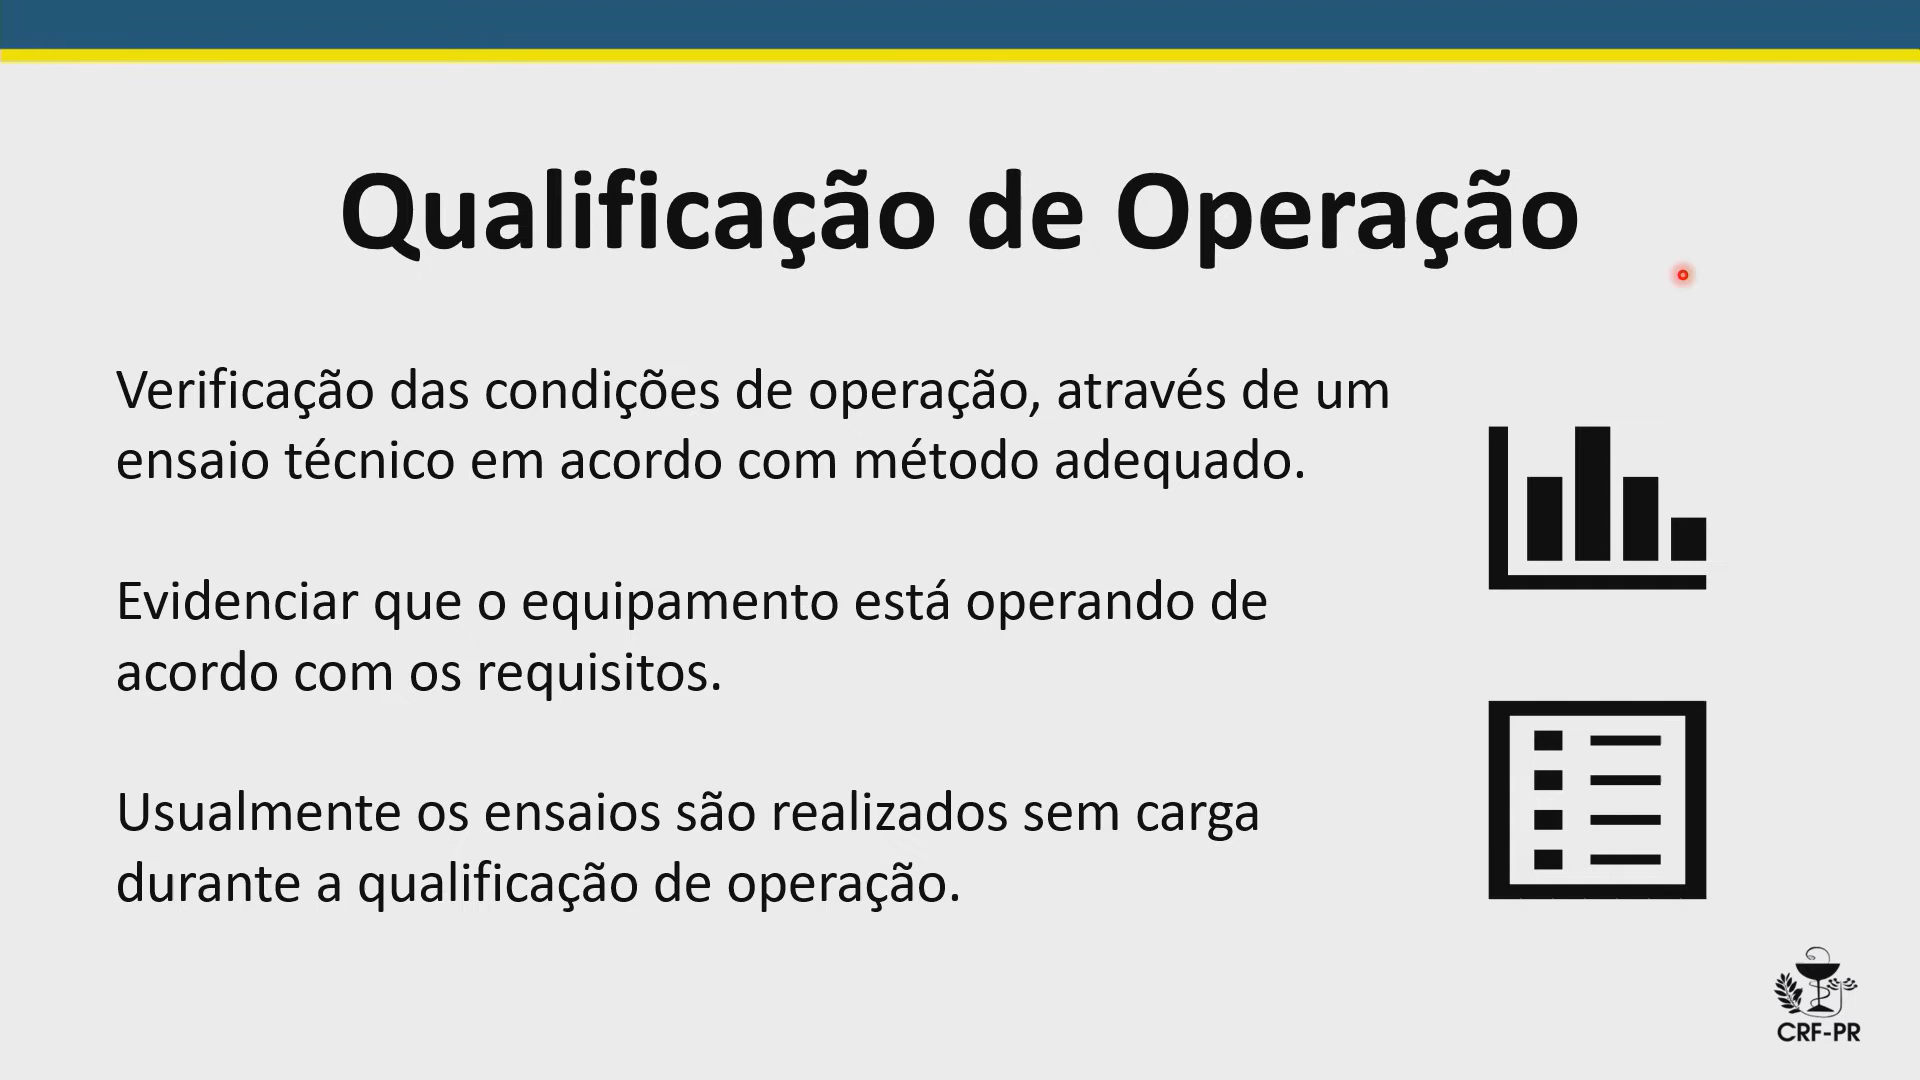 Qualificação de Operação
Verificação das condições de operação, através de um
ensaio técnico em acordo com método adequado.
Evidenciar que o equipamento está operando de
acordo com os requisitos.
Usualmente os ensaios são realizados sem carga
durante a qualificação de operação.
CRF-PR